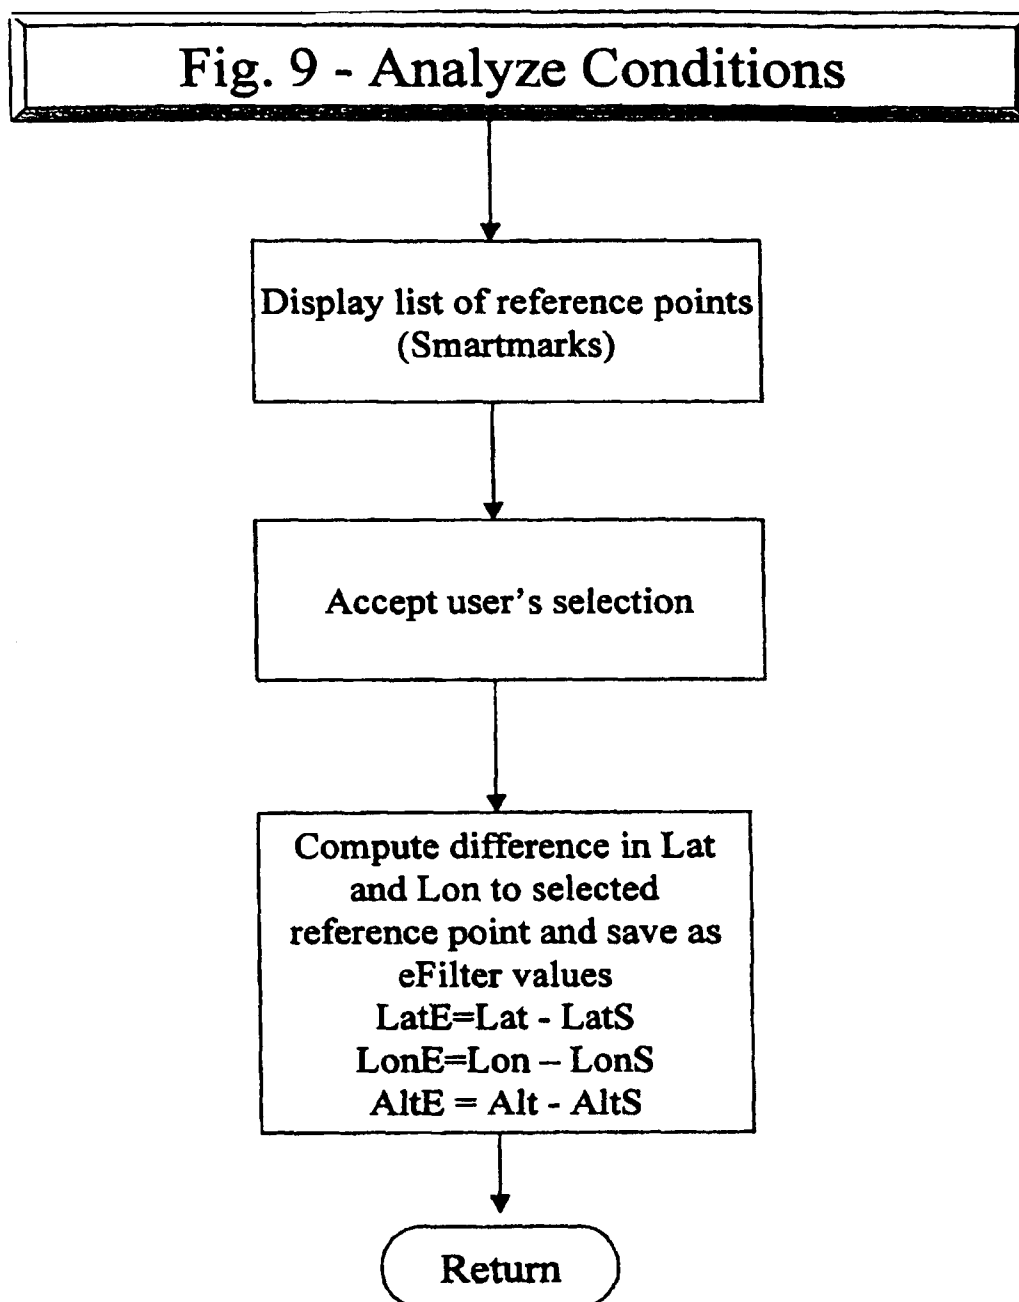 Fig. 9 - Analyze Conditions
Display list of reference points
(Smartmarks)
Accept user's selection
Compute difference in Lat
and Lon to selected
reference point and save as
eFilter values
LatE=Lat - LatS
LonE=Lon – LonS
AltE = Alt - AltS
Return